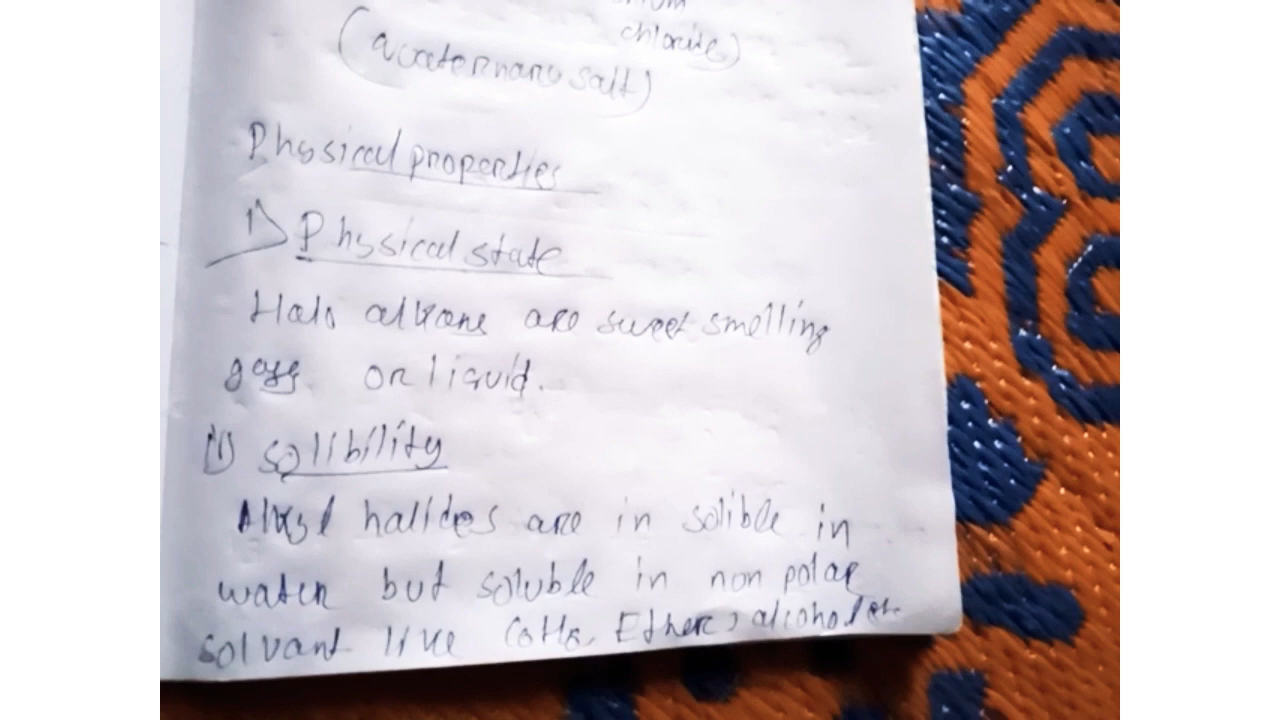 chloride)
(quaternary salt)
Physical properties
1) Physical state
Halo alkane are sweet smelling
gass or liquid.
11) solibility
Alkyl halides are in solible in
water but soluble in non polar
solvant like C6H6, Ether, alcohol etc